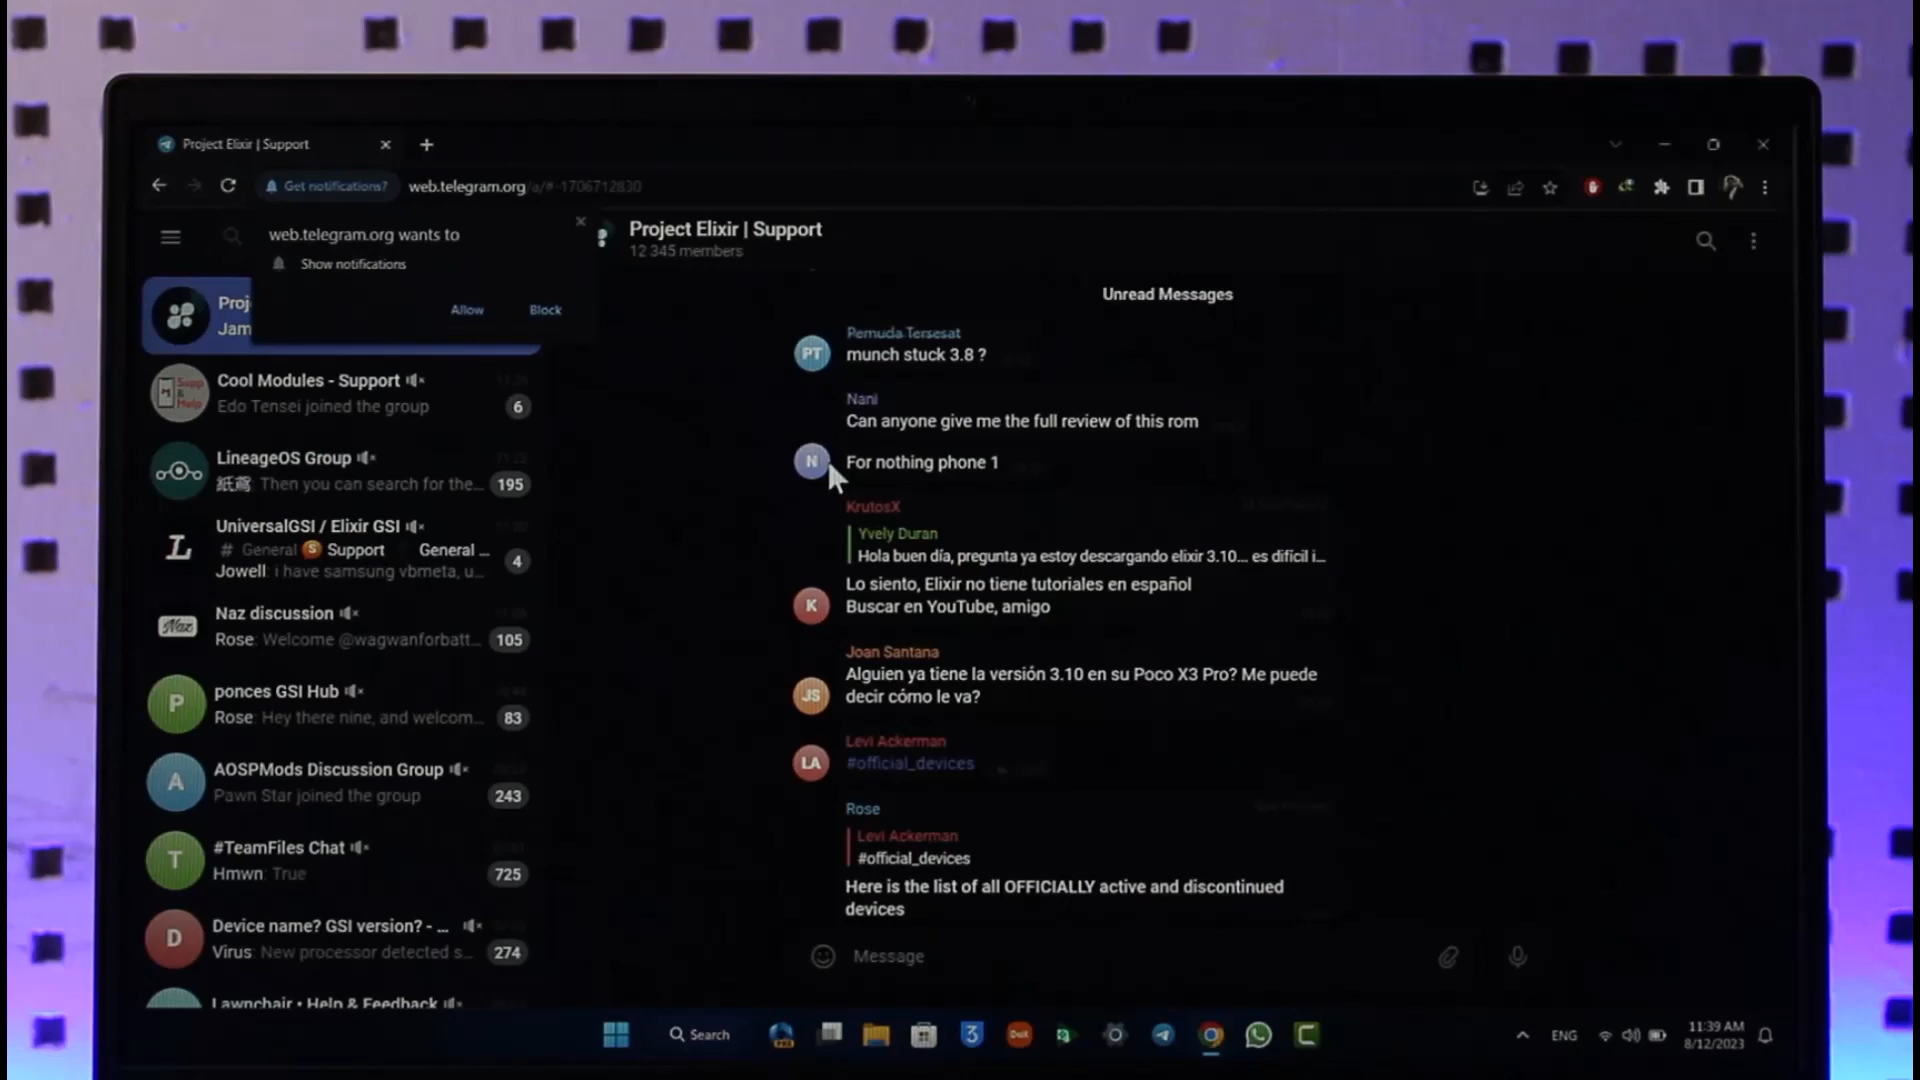 Project Elixir | Support
Get notifications?
web.telegram.org/a/#-1706712830
web.telegram.org wants to
Show notifications
Allow
Block
Project Elixir | Support
12 345 members
Proj
Jam
Cool Modules - Support
Edo Tensei joined the group
6
LineageOS Group
紙鳶: Then you can search for the...
195
UniversalGSI / Elixir GSI
# General S Support General ...
Jowell: i have samsung vbmeta, u...
4
Naz
Naz discussion
Rose: Welcome @wagwanforbatt...
105
P
ponces GSI Hub
Rose: Hey there nine, and welcom...
83
A
AOSPMods Discussion Group
Pawn Star joined the group
243
T
#TeamFiles Chat
Hmwn: True
725
D
Device name? GSI version? - ...
Virus: New processor detected s...
274
Lawnchair • Help & Feedback
Unread Messages
Pemuda Tersesat
PT
munch stuck 3.8 ?
Nani
Can anyone give me the full review of this rom
N
For nothing phone 1
KrutosX
Yvely Duran
Hola buen día, pregunta ya estoy descargando elixir 3.10... es difícil i...
Lo siento, Elixir no tiene tutoriales en español
K
Buscar en YouTube, amigo
Joan Santana
Alguien ya tiene la versión 3.10 en su Poco X3 Pro? Me puede
JS
decir cómo le va?
Levi Ackerman
LA
#official_devices
Rose
Levi Ackerman
#official_devices
Here is the list of all OFFICIALLY active and discontinued
devices
Message
Search
ENG
11:39 AM
8/12/2023